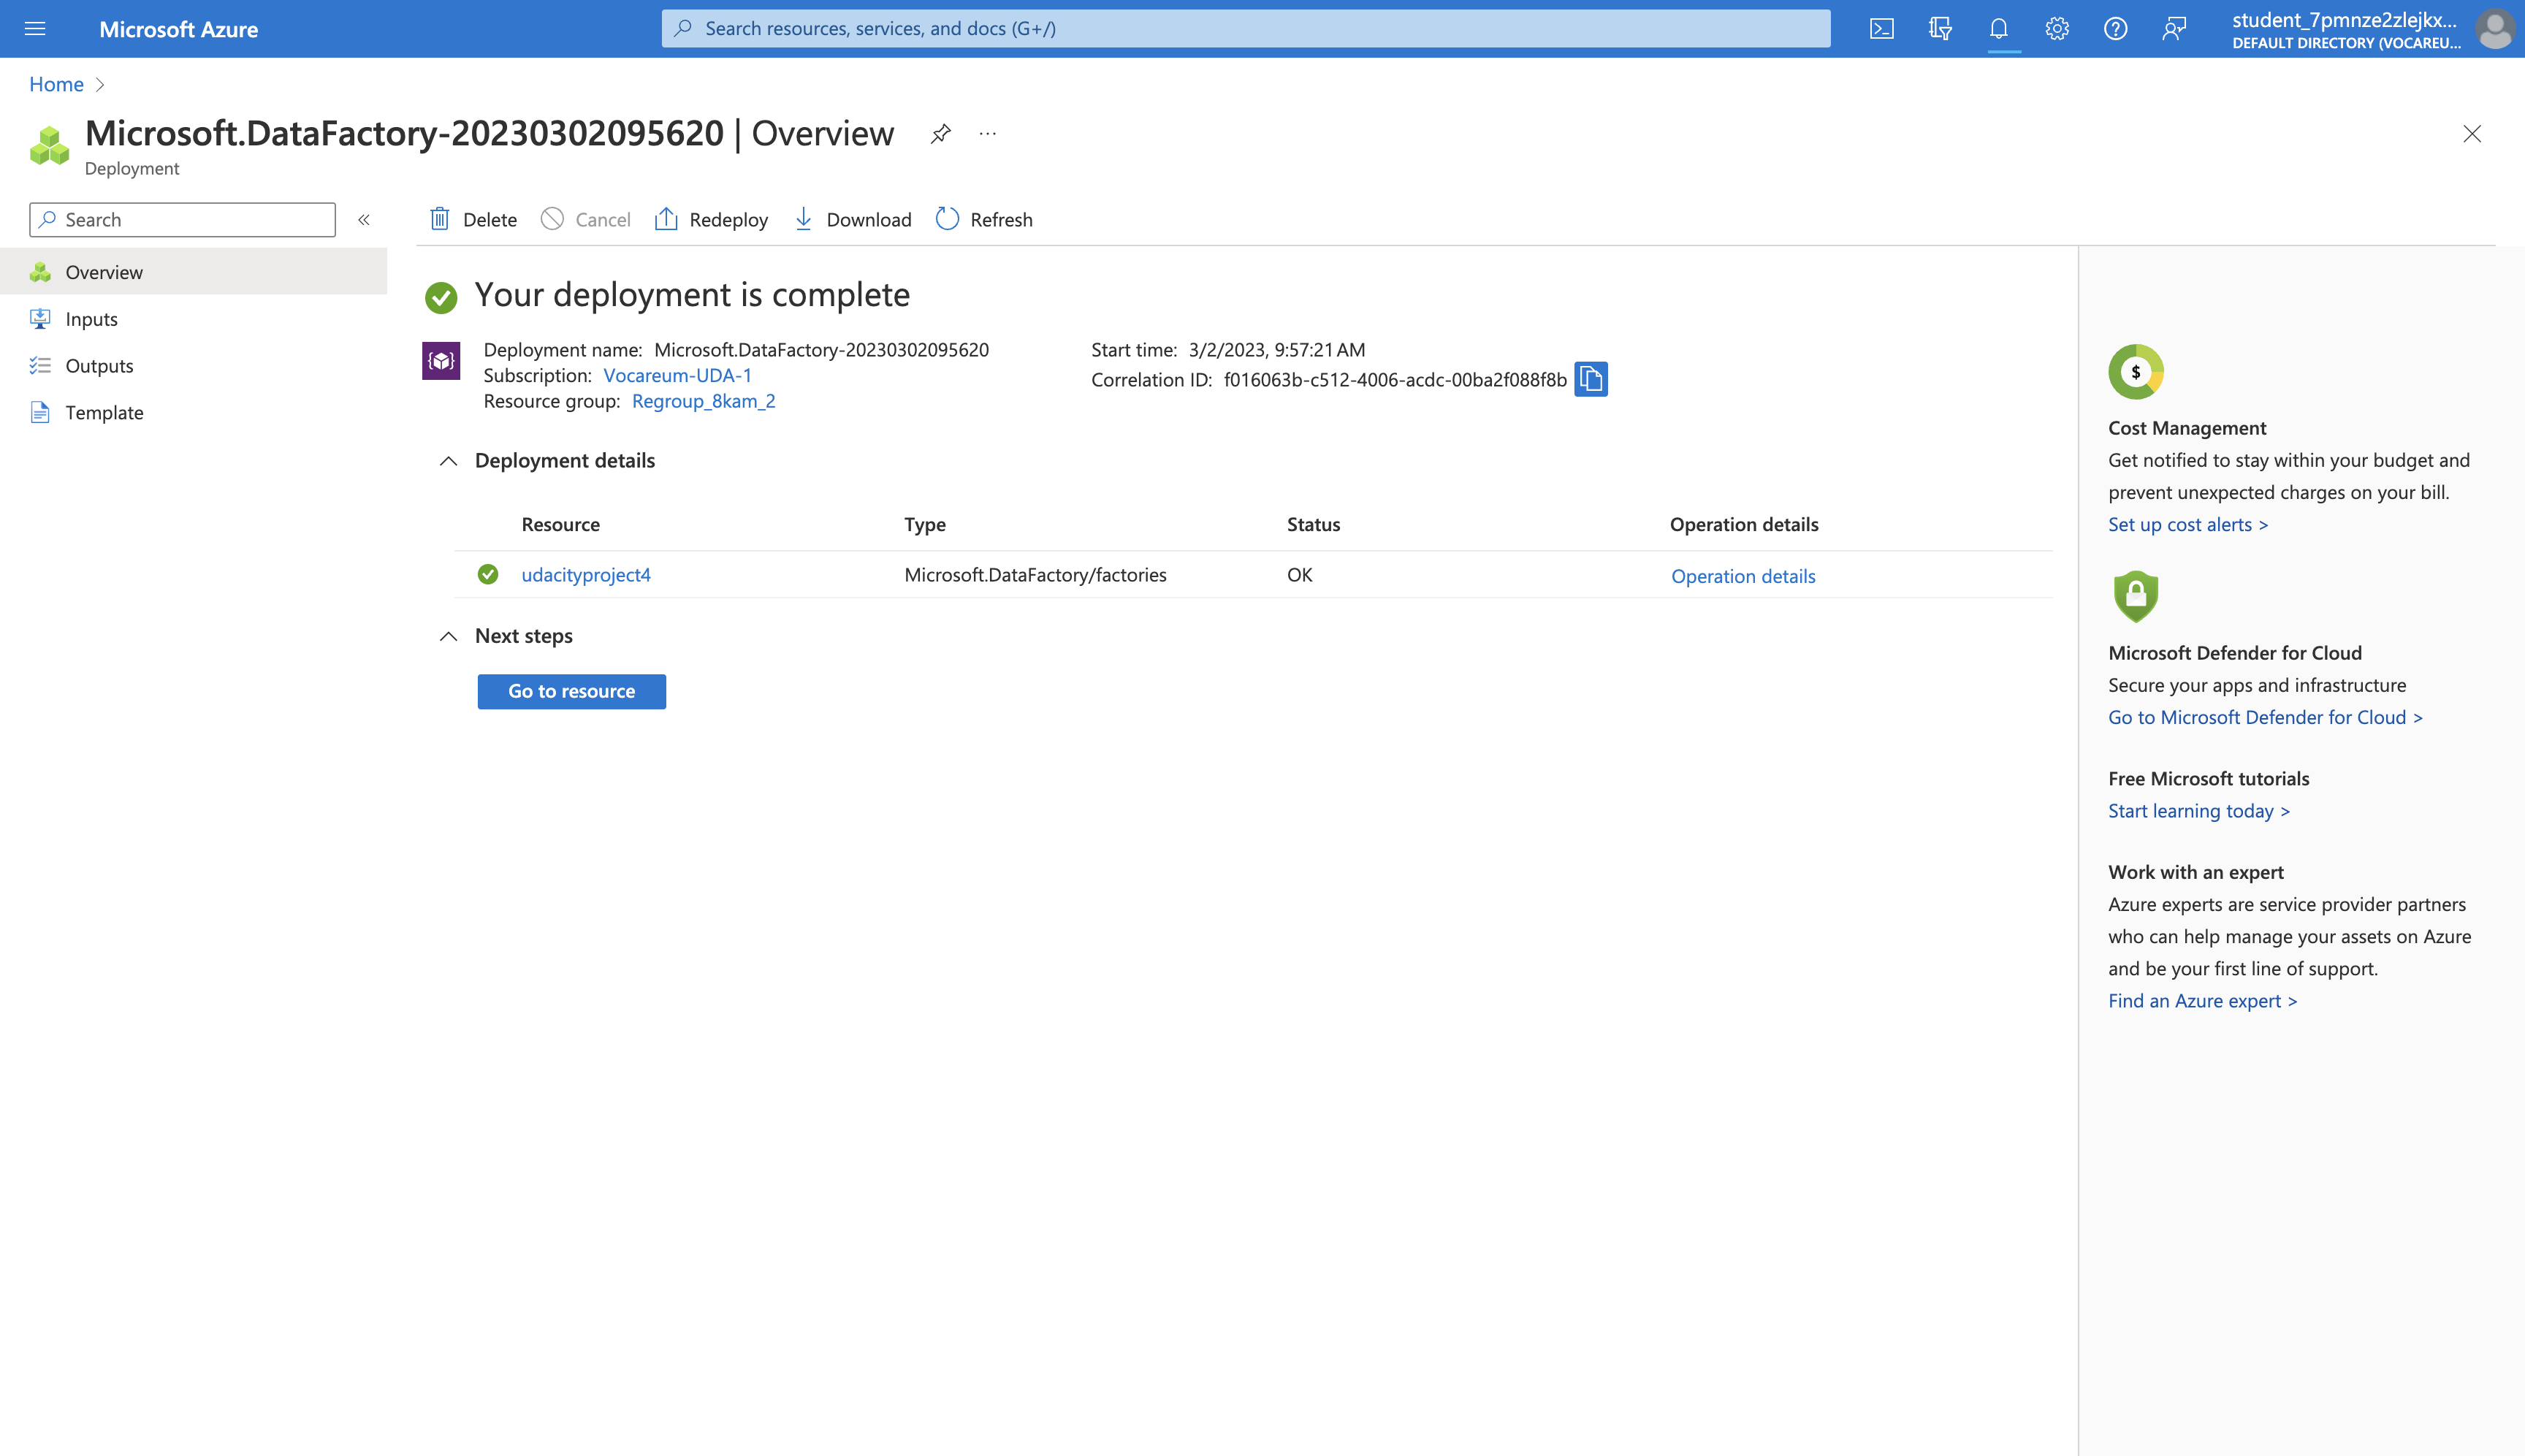 Microsoft Azure
Search resources, services, and docs (G+/)
student_7pmnze2zlejkx...
DEFAULT DIRECTORY (VOCAREU...
Home
Microsoft.DataFactory-20230302095620 | Overview
Deployment
Search
Delete
Cancel
Redeploy
Download
Refresh
Overview
Inputs
Outputs
Template
Your deployment is complete
Deployment name: Microsoft.DataFactory-20230302095620
Subscription: Vocareum-UDA-1
Resource group: Regroup_8kam_2
Start time: 3/2/2023, 9:57:21 AM
Correlation ID: f016063b-c512-4006-acdc-00ba2f088f8b
Deployment details
Resource Type Status Operation details
udacityproject4 Microsoft.DataFactory/factories OK Operation details
Next steps
Go to resource
$
Cost Management
Get notified to stay within your budget and
prevent unexpected charges on your bill.
Set up cost alerts >
Microsoft Defender for Cloud
Secure your apps and infrastructure
Go to Microsoft Defender for Cloud >
Free Microsoft tutorials
Start learning today >
Work with an expert
Azure experts are service provider partners
who can help manage your assets on Azure
and be your first line of support.
Find an Azure expert >